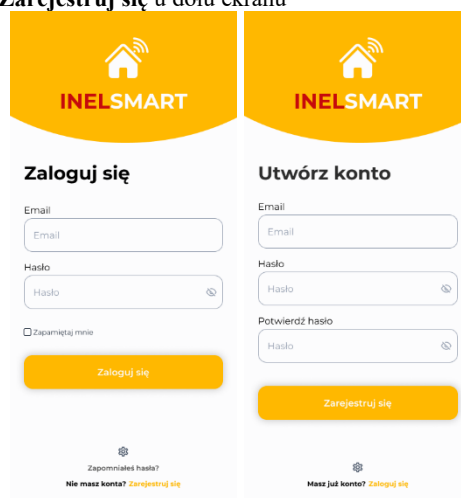 Zarejestruj się u dołu ekranu
INELSMART
Zaloguj się
Email
Email
Hasło
Hasło
Zapamiętaj mnie
Zaloguj się
Zapomniałeś hasła?
Nie masz konta? Zarejestruj się
INELSMART
Utwórz konto
Email
Email
Hasło
Hasło
Potwierdź hasło
Hasło
Zarejestruj się
Masz już konto? Zaloguj się